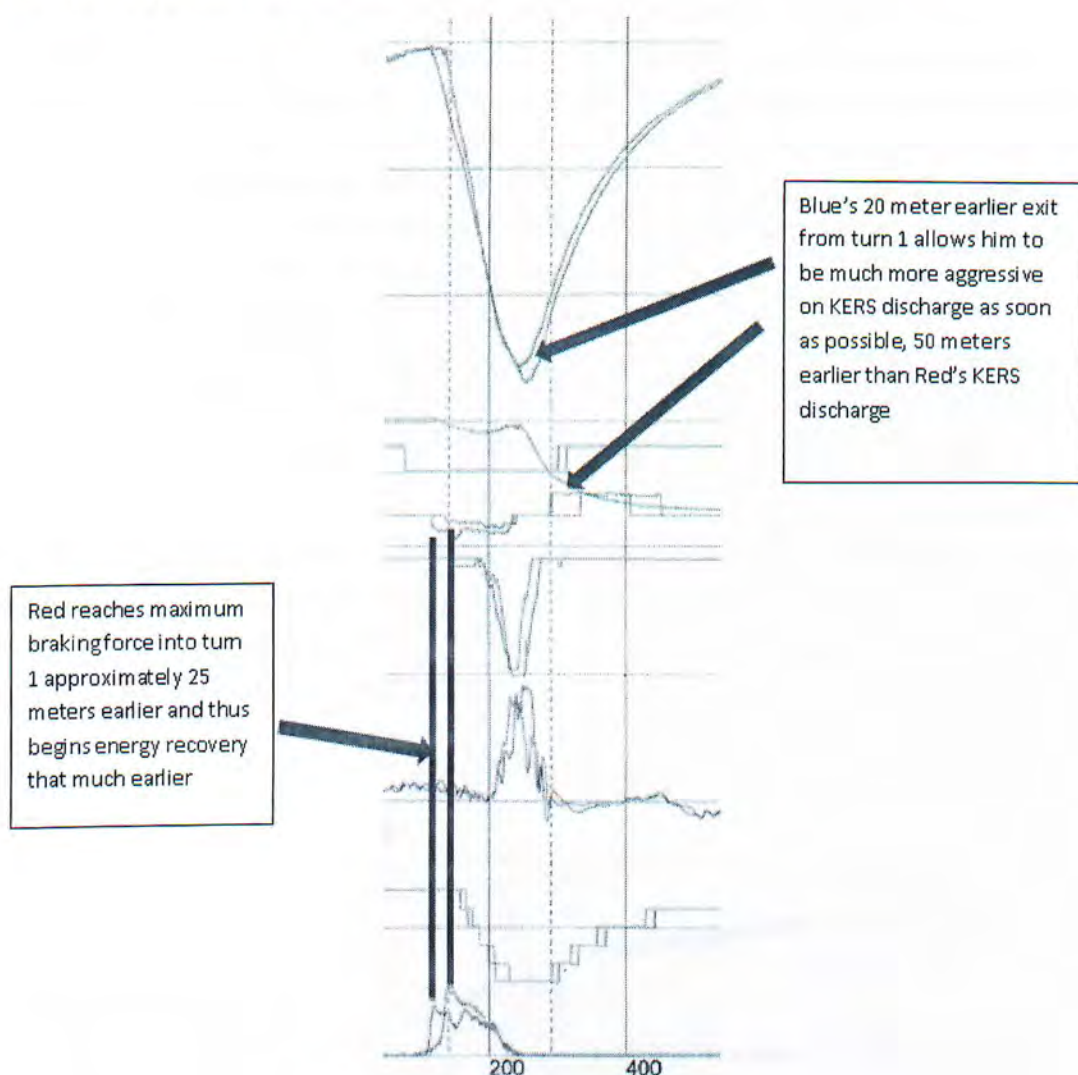 Blue's 20 meter earlier exit
from turn 1 allows him to
be much more aggressive
on KERS discharge as soon
as possible, 50 meters
earlier than Red's KERS
discharge
Red reaches maximum
braking force into turn
1 approximately 25
meters earlier and thus
begins energy recovery
that much earlier
200
400